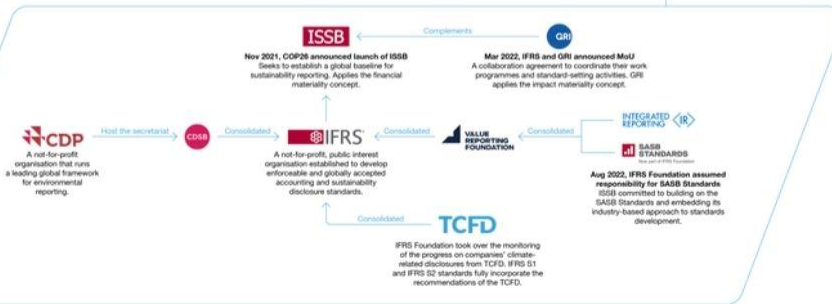 ISSB
Complements
GRI
Nov 2021, COP26 announced launch of ISSB
Seeks to establish a global baseline for
sustainability reporting. Applies the financial
materiality concept.
Mar 2022, IFRS and GRI announced MoU
A collaboration agreement to coordinate their work
programmes and standard-setting activities. GRI
applies the impact materiality concept.
CDP
Host the secretariat
CDSB
Consolidated
IFRS
Consolidated
VALUE
REPORTING
FOUNDATION
Consolidated
INTEGRATED
REPORTING
IR
SASB
STANDARDS
Now part of IFRS Foundation
A not-for-profit
organisation that runs
a leading global framework
for environmental
reporting.
A not-for-profit, public interest
organisation established to develop
enforceable and globally accepted
accounting and sustainability
disclosure standards.
Aug 2022, IFRS Foundation assumed
responsibility for SASB Standards
ISSB committed to building on the
SASB Standards and embedding its
industry-based approach to standards
development.
Consolidated
TCFD
IFRS Foundation took over the monitoring
of the progress on companies' climate-
related disclosures from TCFD. IFRS S1
and IFRS S2 standards fully incorporate the
recommendations of the TCFD.